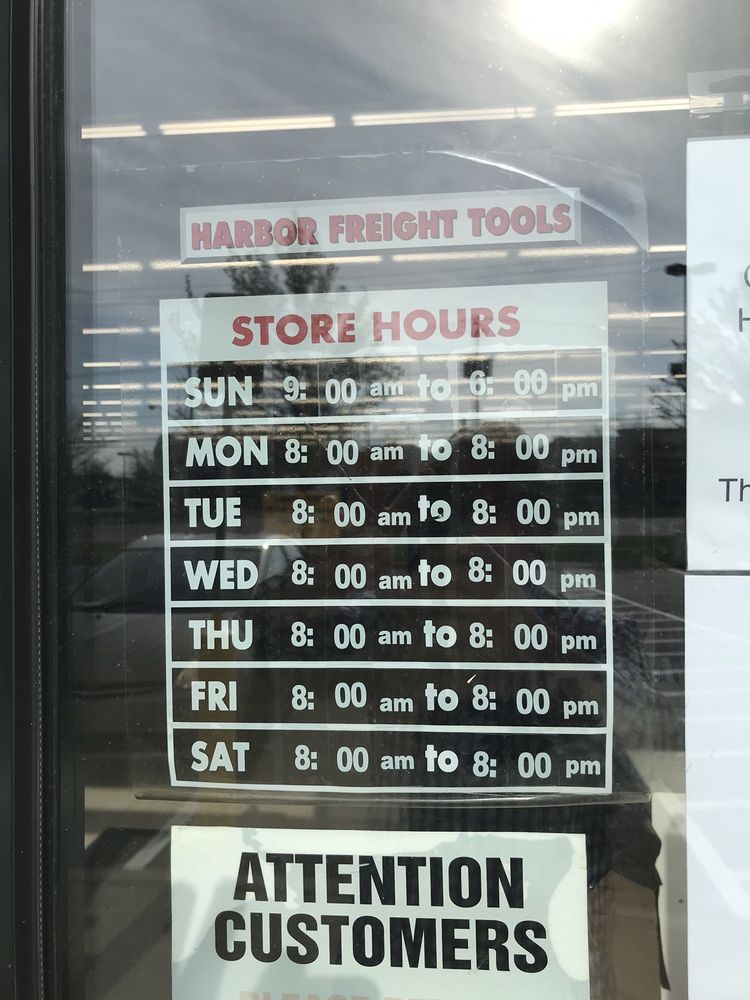 HARBOR FREIGHT TOOLS
STORE HOURS
SUN 9: 00 am to 6: 00 pm
MON 8: 00 am to 8: 00 pm
TUE 8: 00 am to 8: 00 pm
WED 8: 00 am to 8: 00 pm
THU 8: 00 am to 8: 00 pm
FRI 8: 00 am to 8: 00 pm
SAT 8: 00 am to 8: 00 pm
ATTENTION
CUSTOMERS